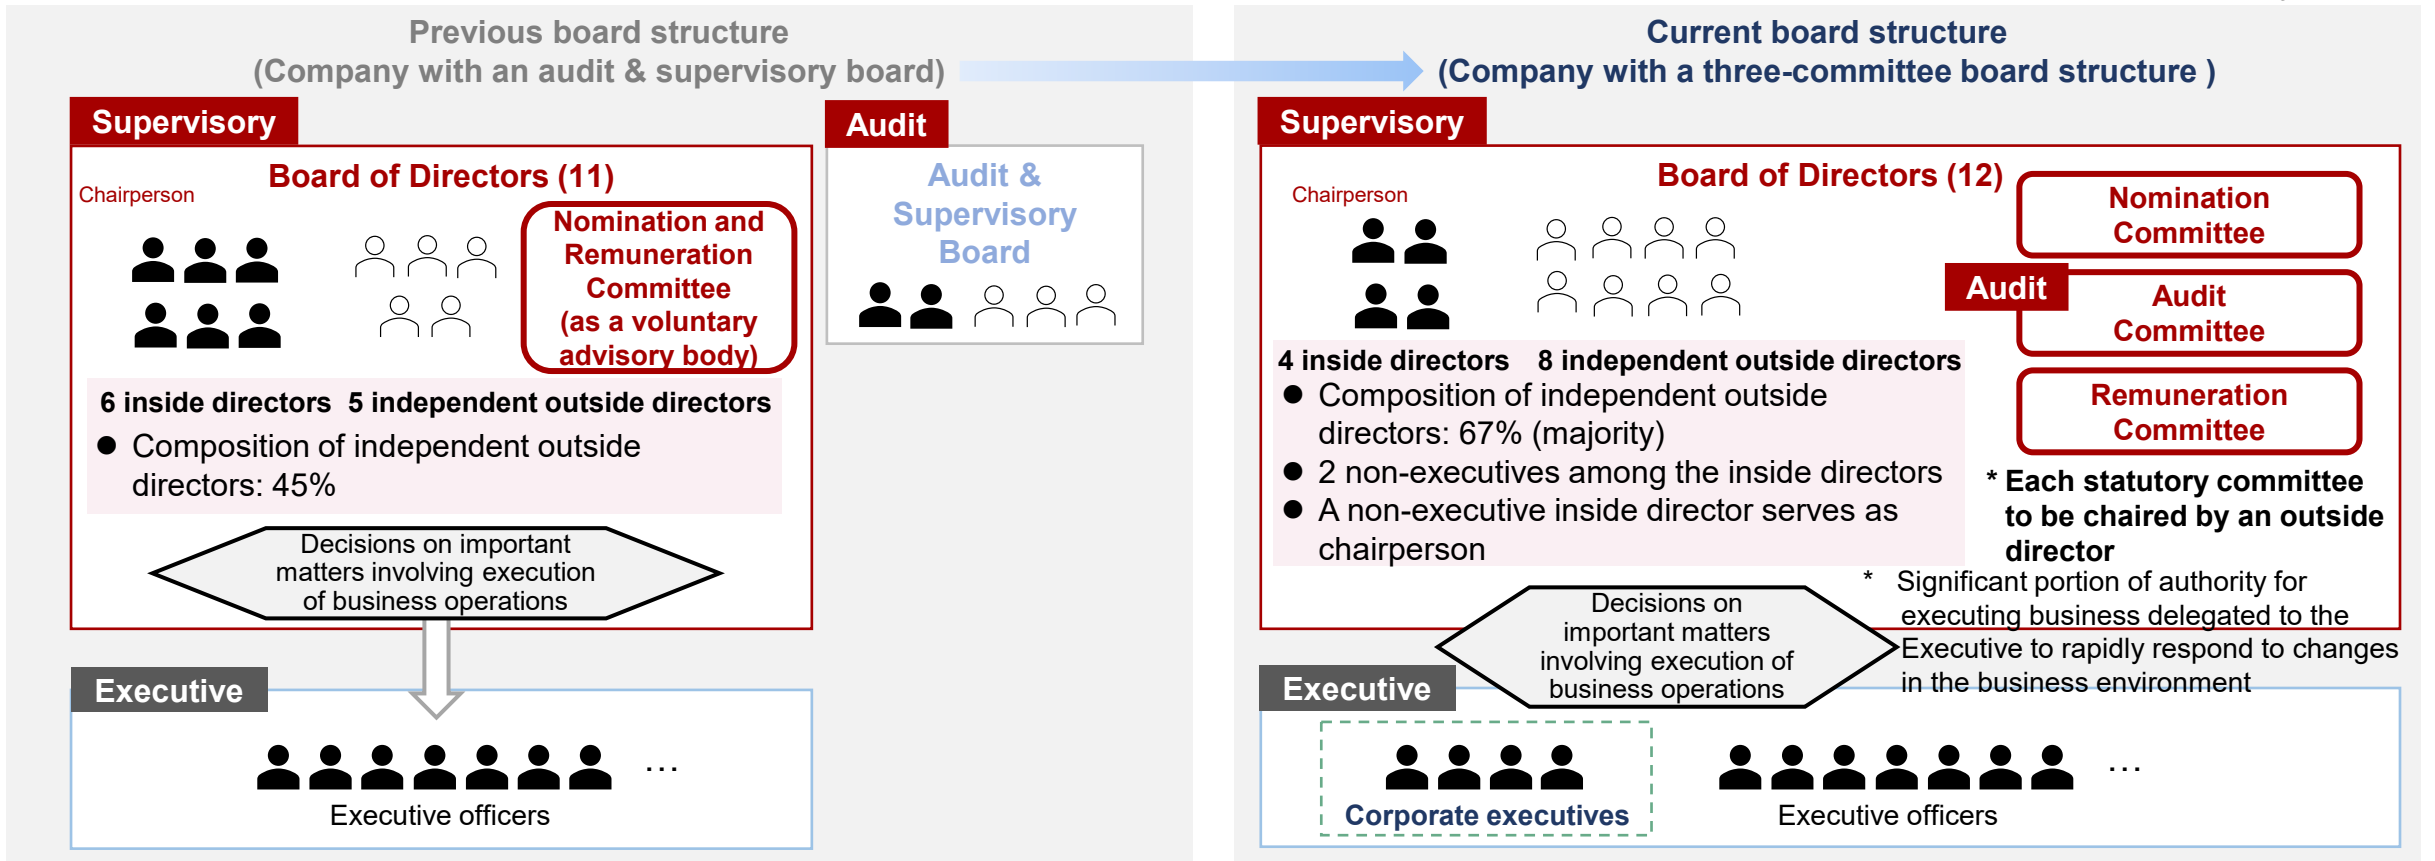 Previous board structure
(Company with an audit & supervisory board)
Supervisory
Board of Directors (11)
Chairperson
Nomination and
Remuneration
Committee
(as a voluntary
advisory body)
6 inside directors 5 independent outside directors
● Composition of independent outside
directors: 45%
Decisions on important
matters involving execution
of business operations
Audit
Audit &
Supervisory
Board
Executive
…
Executive officers
Current board structure
(Company with a three-committee board structure )
Supervisory
Board of Directors (12)
Chairperson
4 inside directors 8 independent outside directors
● Composition of independent outside
directors: 67% (majority)
● 2 non-executives among the inside directors
● A non-executive inside director serves as
chairperson
Nomination
Committee
Audit
Audit
Committee
Remuneration
Committee
* Each statutory committee
to be chaired by an outside
director
* Significant portion of authority for
executing business delegated to the
Executive to rapidly respond to changes
in the business environment
Decisions on
important matters
involving execution of
business operations
Executive
Corporate executives
…
Executive officers